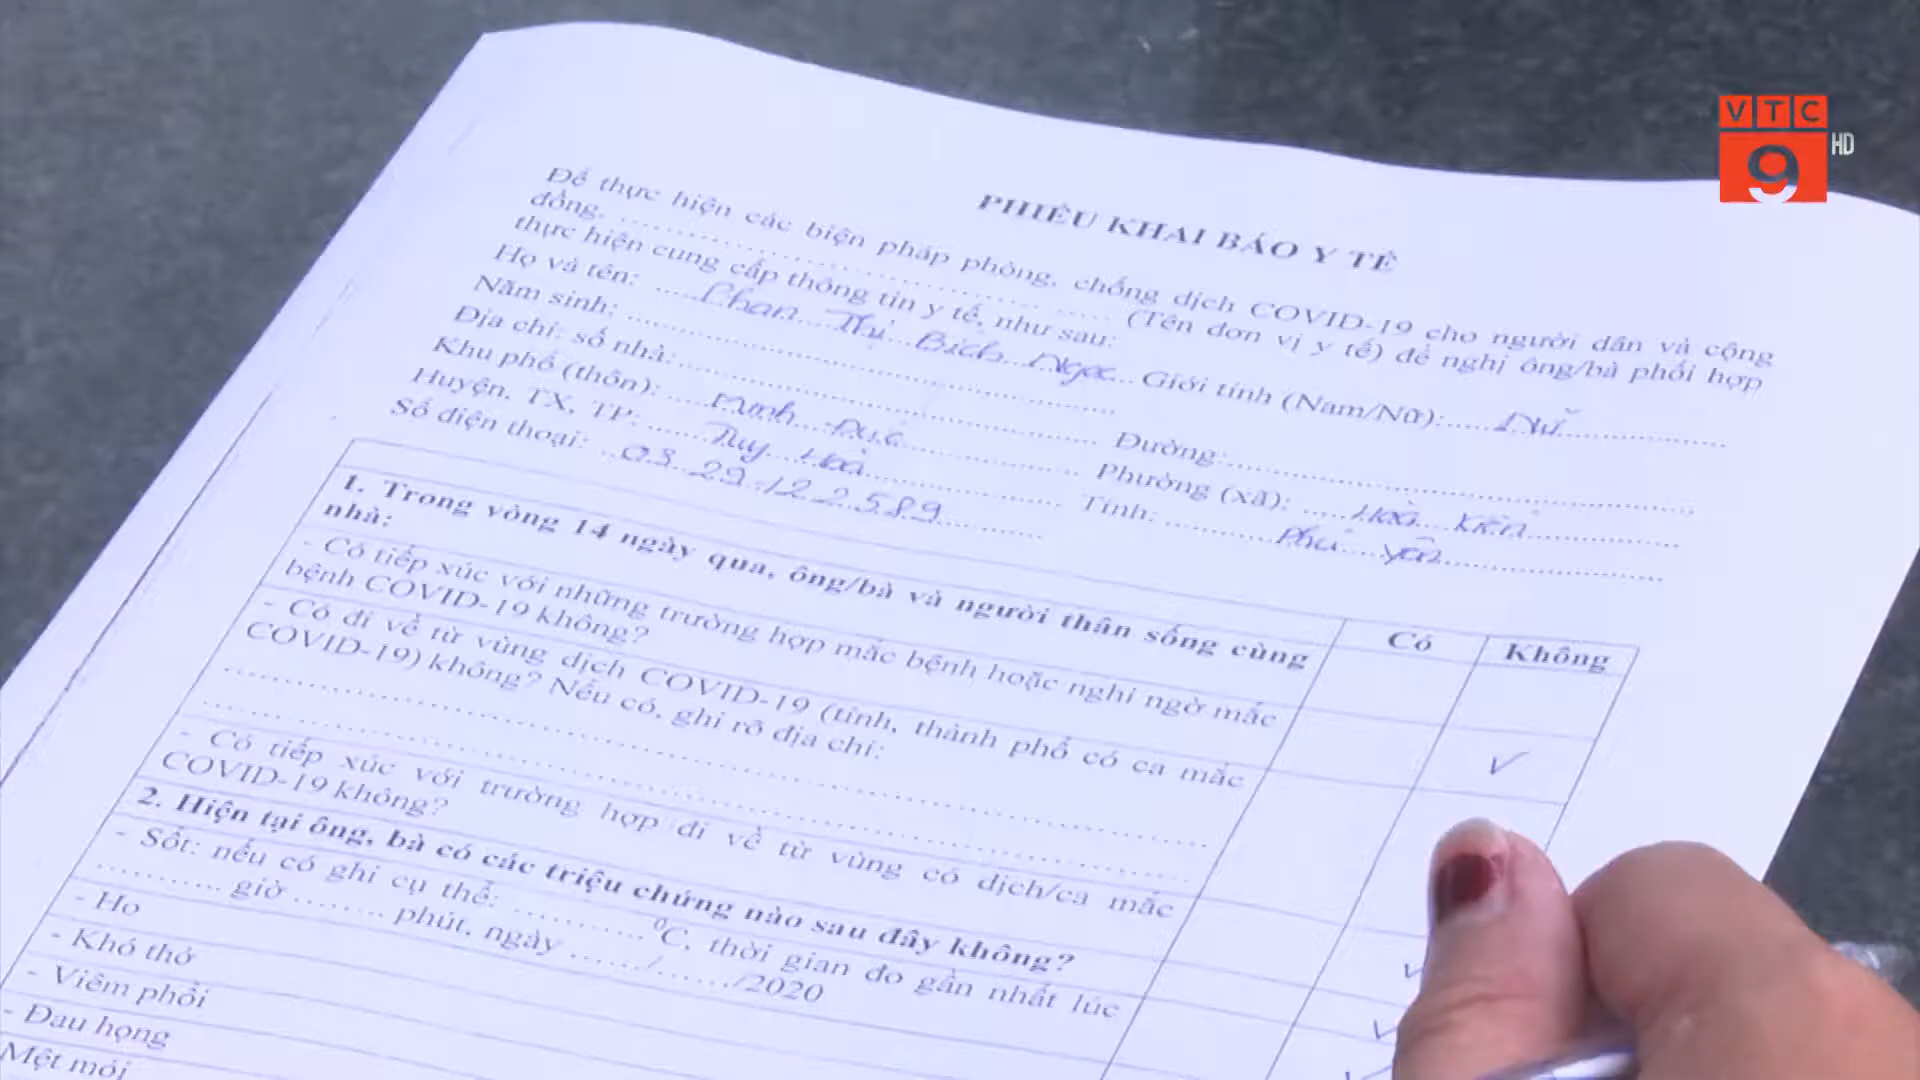 VTC
9 HD
PHIẾU KHAI BÁO Y TẾ
Để thực hiện các biện pháp phòng, chống dịch COVID-19 cho người dân và cộng
đồng, ........ (Tên đơn vị y tế) đề nghị ông/bà phối hợp
thực hiện cung cấp thông tin y tế, như sau:
Họ và tên: Phan Thị Bích Ngọc Giới tính (Nam/Nữ): Nữ
Năm sinh:
Địa chỉ: số nhà: Đường:
Khu phố (thôn): Minh Đức Phường (xã): Hoà Kiến
Huyện, TX, TP: Tuy Hoà Tỉnh: Phú Yên
Số điện thoại: 03 29 122 589
1. Trong vòng 14 ngày qua, ông/bà và người thân sống cùng
nhà: Có Không
- Có tiếp xúc với những trường hợp mắc bệnh hoặc nghi ngờ mắc
bệnh COVID-19 không?
- Có đi về từ vùng dịch COVID-19 (tỉnh, thành phố có ca mắc
COVID-19) không? Nếu có, ghi rõ địa chỉ:
- Có tiếp xúc với trường hợp đi về từ vùng có dịch/ca mắc
COVID-19 không?
2. Hiện tại ông, bà có các triệu chứng nào sau đây không?
- Sốt: nếu có ghi cụ thể: ........ ⁰C, thời gian đo gần nhất lúc
........ giờ ........ phút, ngày ....../....../2020
- Ho
- Khó thở
- Viêm phổi
- Đau họng
Mệt mỏi